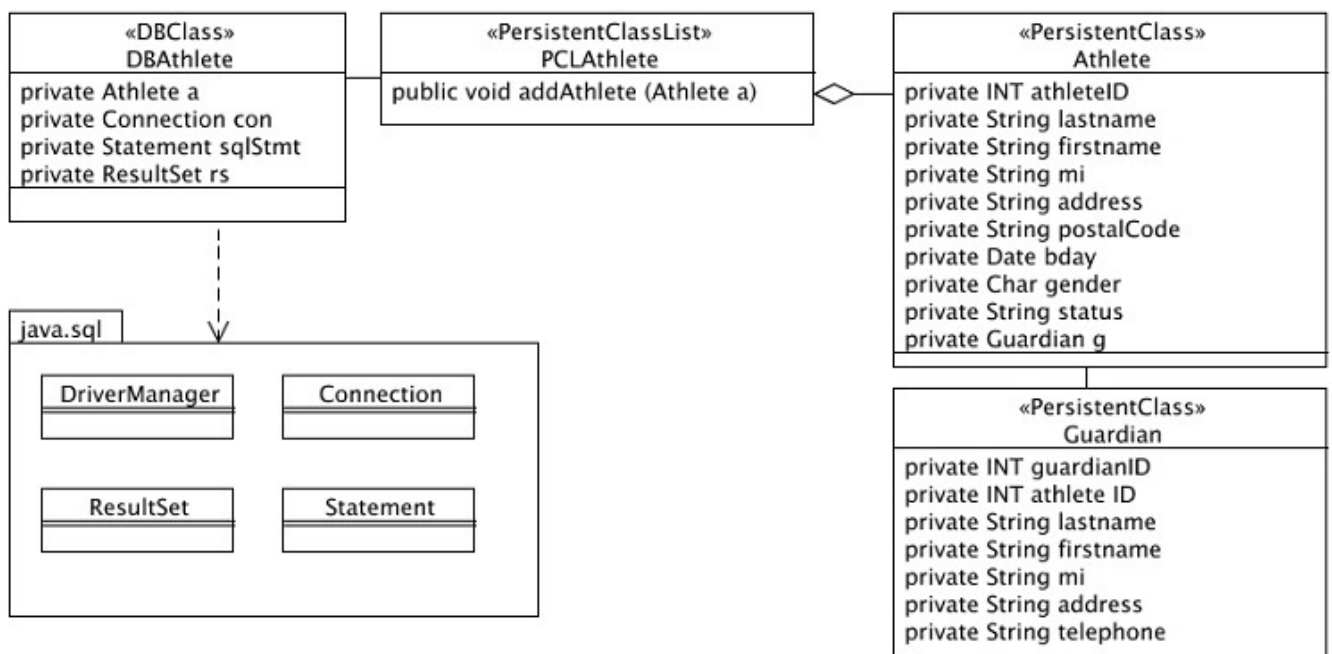 «DBClass»
DBAthlete
private Athlete a
private Connection con
private Statement sqlStmt
private ResultSet rs
«PersistentClassList»
PCLAthlete
public void addAthlete (Athlete a)
«PersistentClass»
Athlete
private INT athleteID
private String lastname
private String firstname
private String mi
private String address
private String postalCode
private Date bday
private Char gender
private String status
private Guardian g
java.sql
DriverManager
Connection
ResultSet
Statement
«PersistentClass»
Guardian
private INT guardianID
private INT athlete ID
private String lastname
private String firstname
private String mi
private String address
private String telephone